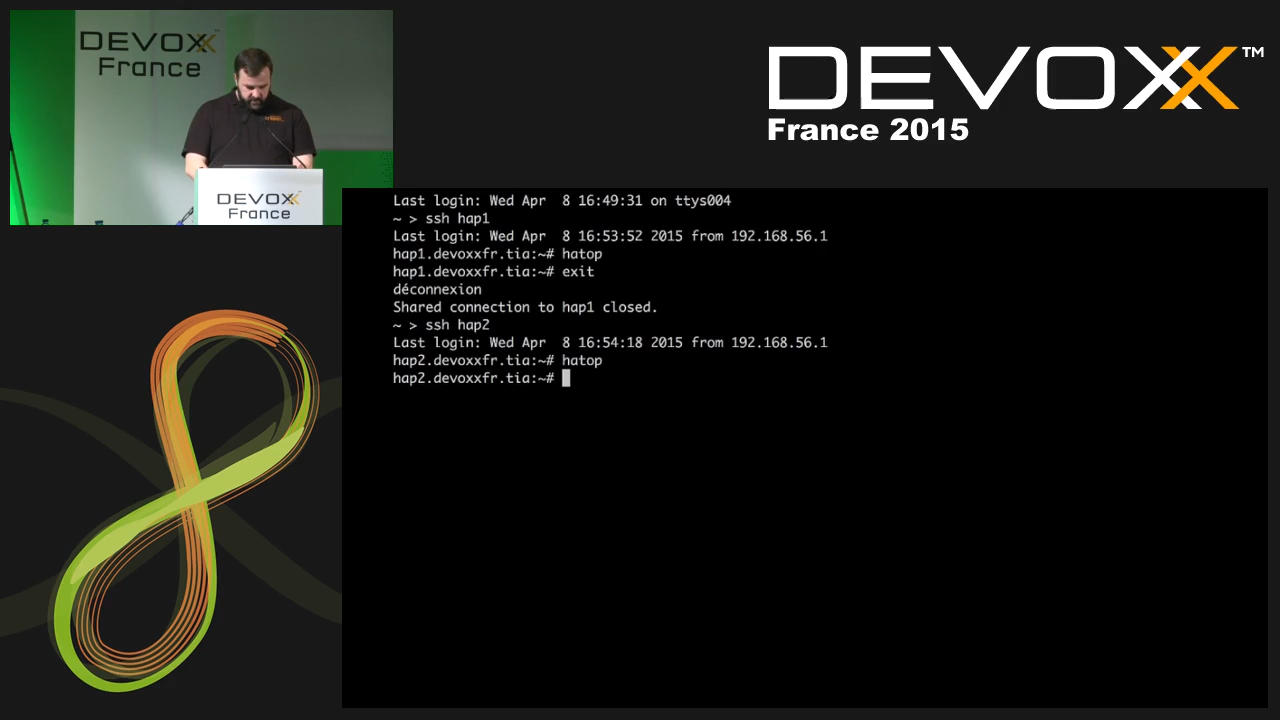 DEVOXX
France
DEVOXX
France
DEVOXX™
France 2015
Last login: Wed Apr  8 16:49:31 on ttys004
~ > ssh hap1
Last login: Wed Apr  8 16:53:52 2015 from 192.168.56.1
hap1.devoxxfr.tia:~# hatop
hap1.devoxxfr.tia:~# exit
déconnexion
Shared connection to hap1 closed.
~ > ssh hap2
Last login: Wed Apr  8 16:54:18 2015 from 192.168.56.1
hap2.devoxxfr.tia:~# hatop
hap2.devoxxfr.tia:~#